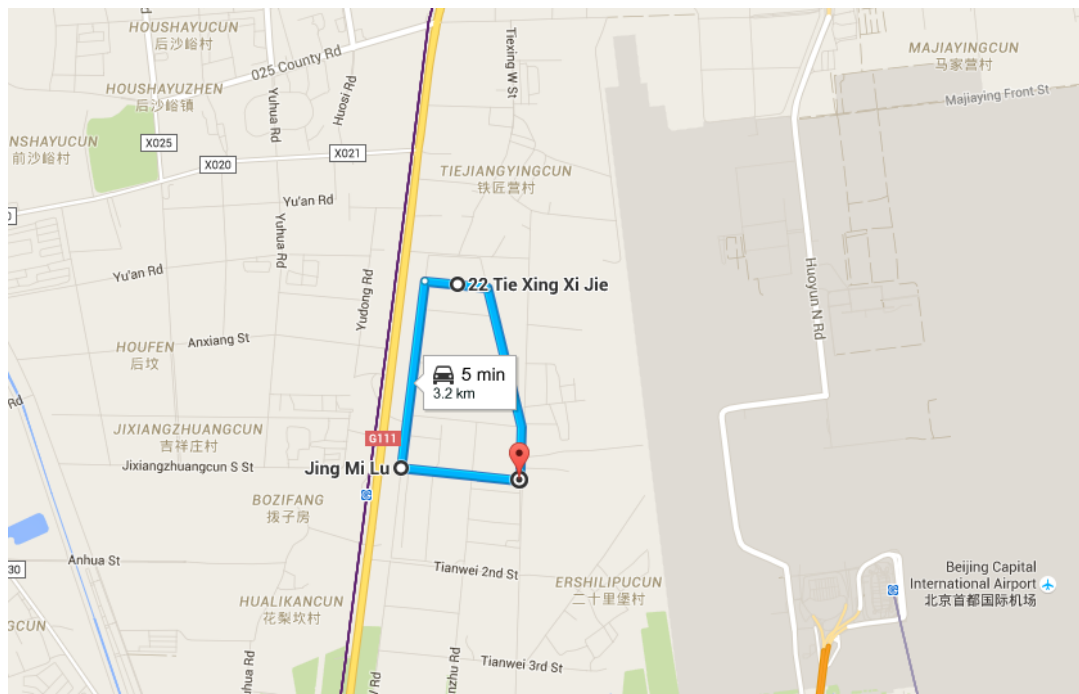 HOUSHAYUCUN
后沙峪村
025 County Rd
HOUSHAYUZHEN
后沙峪镇
Yuhua Rd
Huosi Rd
Tiexing W St
MAJIAYINGCUN
马家营村
Majiaying Front St
NSHAYUCUN
前沙峪村
X025
X020
X021
TIEJIANGYINGCUN
铁匠营村
Yu'an Rd
Yuhua Rd
Yu'an Rd
Yudong Rd
22 Tie Xing Xi Jie
Huoyun N Rd
Anxiang St
HOUFEN
后坟
5 min
3.2 km
Rd
JIXIANGZHUANGCUN
吉祥庄村
G111
Jixiangzhuangcun S St
Jing Mi Lu
BOZIFANG
拨子房
Anhua St
30
Tianwei 2nd St
ERSHILIPUCUN
二十里堡村
Beijing Capital
International Airport
北京首都国际机场
HUALIKANCUN
花梨坎村
GCUN
Tianwei 3rd St
hua Rd
Rd
nzhu Rd